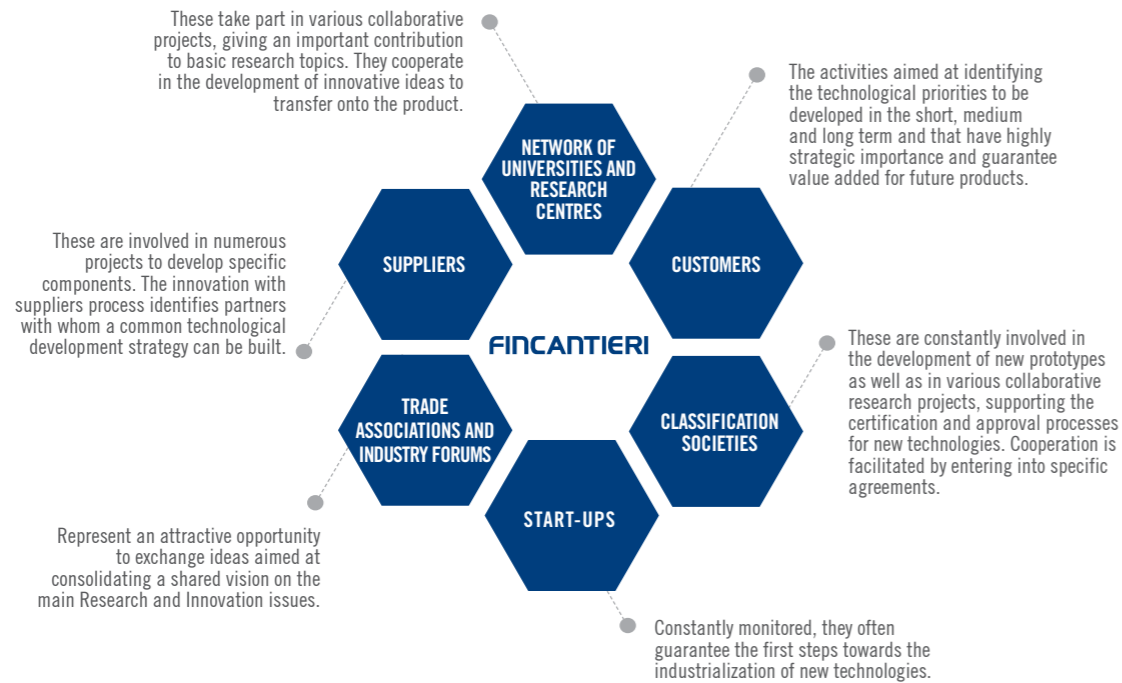 These take part in various collaborative
projects, giving an important contribution
to basic research topics. They cooperate
in the development of innovative ideas to
transfer onto the product.
NETWORK OF
UNIVERSITIES AND
RESEARCH
CENTRES
The activities aimed at identifying
the technological priorities to be
developed in the short, medium
and long term and that have highly
strategic importance and guarantee
value added for future products.
CUSTOMERS
These are involved in numerous
projects to develop specific
components. The innovation with
suppliers process identifies partners
with whom a common technological
development strategy can be built.
SUPPLIERS
FINCANTIERI
These are constantly involved in
the development of new prototypes
as well as in various collaborative
research projects, supporting the
certification and approval processes
for new technologies. Cooperation is
facilitated by entering into specific
agreements.
CLASSIFICATION
SOCIETIES
TRADE
ASSOCIATIONS AND
INDUSTRY FORUMS
Represent an attractive opportunity
to exchange ideas aimed at
consolidating a shared vision on the
main Research and Innovation issues.
START-UPS
Constantly monitored, they often
guarantee the first steps towards the
industrialization of new technologies.